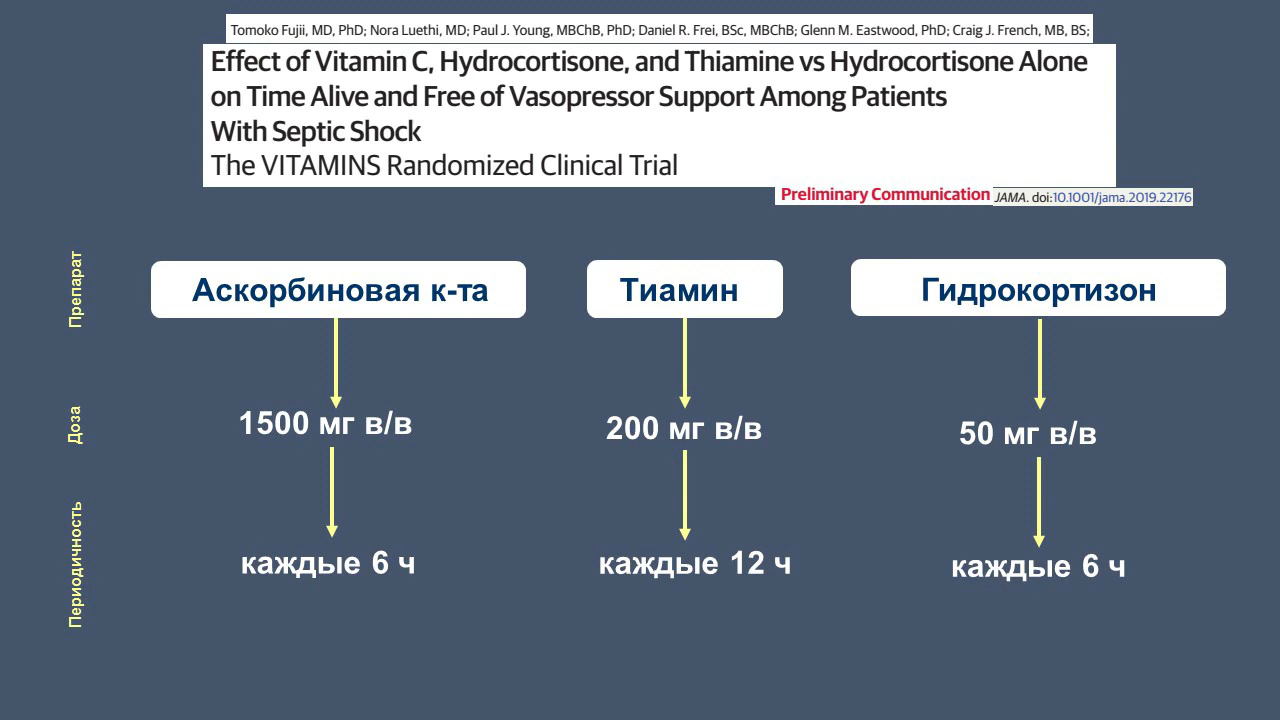 Tomoko Fujii, MD, PhD; Nora Luethi, MD; Paul J. Young, MBChB, PhD; Daniel R. Frei, BSc, MBChB; Glenn M. Eastwood, PhD; Craig J. French, MB, BS;
Effect of Vitamin C, Hydrocortisone, and Thiamine vs Hydrocortisone Alone
on Time Alive and Free of Vasopressor Support Among Patients
With Septic Shock
The VITAMINS Randomized Clinical Trial
Preliminary Communication JAMA. doi:10.1001/jama.2019.22176
Препарат
Аскорбиновая к-та
Тиамин
Гидрокортизон
Доза
1500 мг в/в
200 мг в/в
50 мг в/в
Периодичность
каждые 6 ч
каждые 12 ч
каждые 6 ч